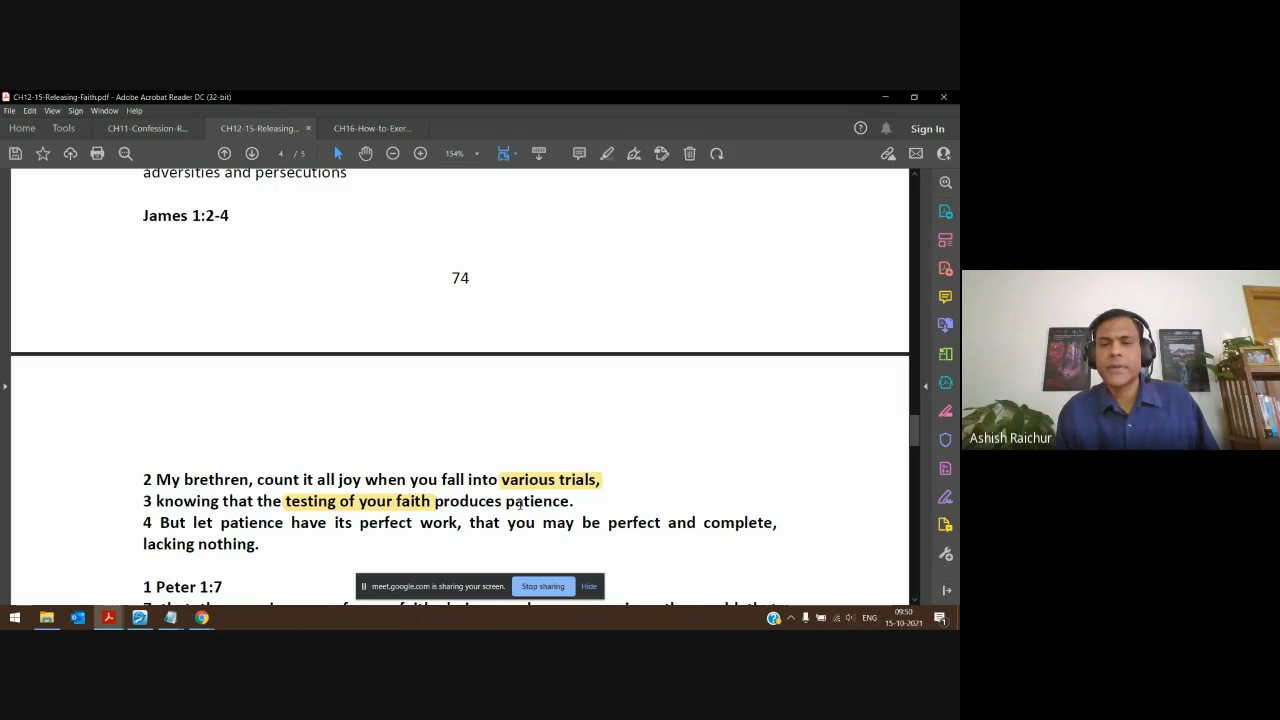 CH12-15-Releasing-Faith.pdf - Adobe Acrobat Reader DC (32-bit)
File Edit View Sign Window Help
Home Tools CH11-Confession-R... CH12-15-Releasing... × CH16-How-to-Exer... Sign In
4 / 5 154%
adversities and persecutions
James 1:2-4
74
2 My brethren, count it all joy when you fall into various trials,
3 knowing that the testing of your faith produces patience.
4 But let patience have its perfect work, that you may be perfect and complete,
lacking nothing.
1 Peter 1:7
meet.google.com is sharing your screen. Stop sharing Hide
Ashish Raichur
ENG
09:50
15-10-2021